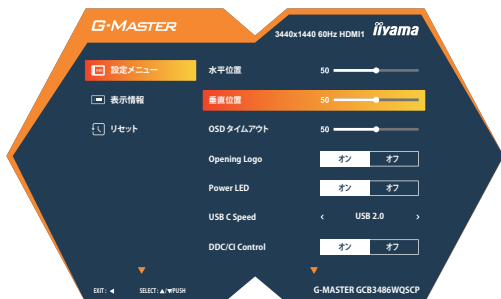 G-MASTER
3440x1440 60Hz HDMI1 iiyama
設定メニュー
表示情報
リセット
水平位置 50
垂直位置 50
OSD タイムアウト 50
Opening Logo オン オフ
Power LED オン オフ
USB C Speed ‹ USB 2.0 ›
DDC/CI Control オン オフ
EXIT : ◀ SELECT : ▲/▼PUSH G-MASTER GCB3486WQSCP